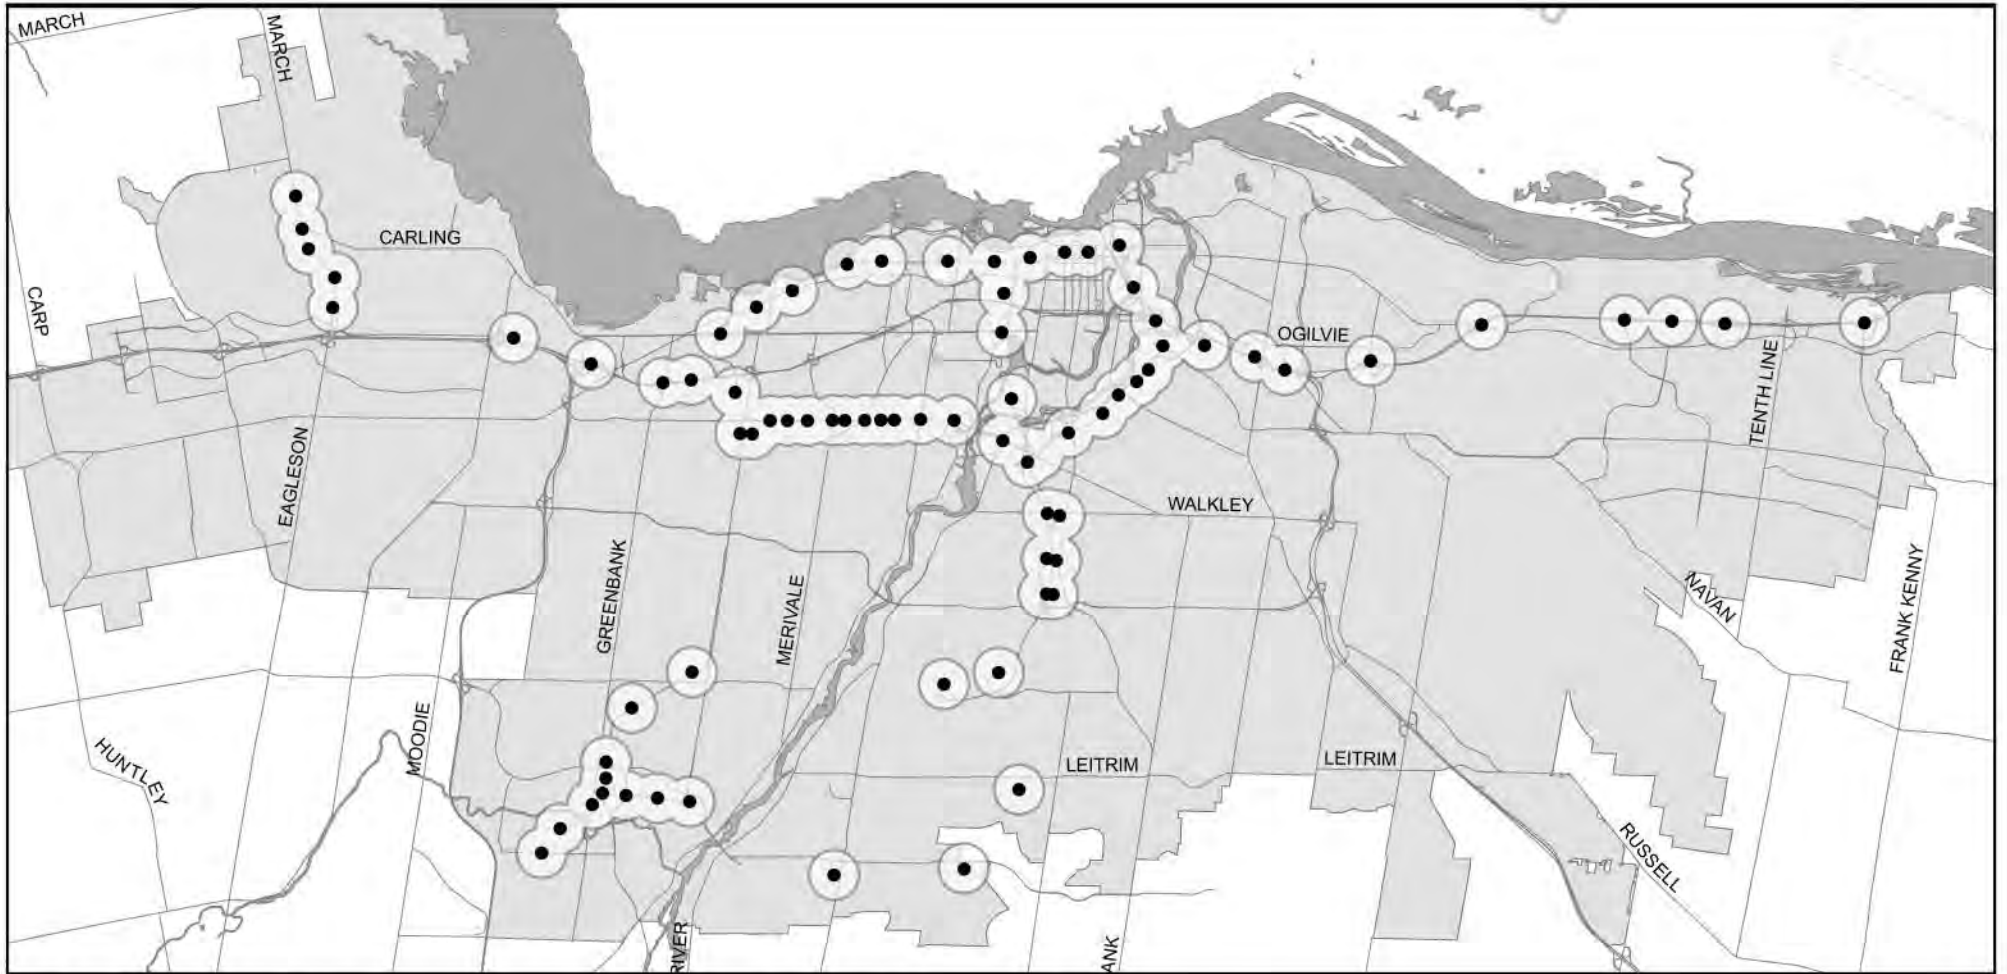 MARCH
MARCH
CARLING
CARP
OGILVIE
TENTH LINE
EAGLESON
WALKLEY
GREENBANK
MERIVALE
NAVAN
FRANK KENNY
MOODIE
HUNTLEY
LEITRIM
LEITRIM
RUSSELL
RIVER
ANK